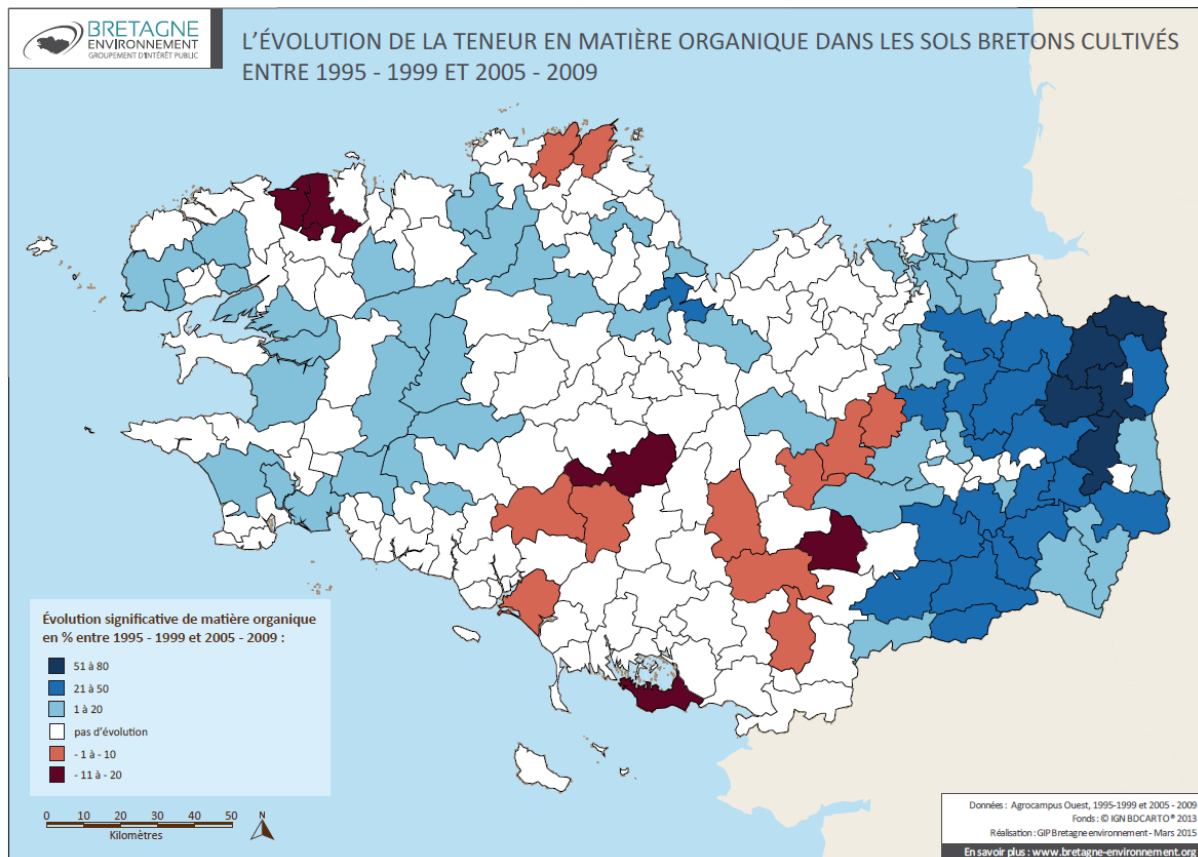 BRETAGNE
ENVIRONNEMENT
GROUPEMENT D'INTÉRÊT PUBLIC
L'ÉVOLUTION DE LA TENEUR EN MATIÈRE ORGANIQUE DANS LES SOLS BRETONS CULTIVÉS
ENTRE 1995 - 1999 ET 2005 - 2009
Évolution significative de matière organique
en % entre 1995 - 1999 et 2005 - 2009 :
51 à 80
21 à 50
1 à 20
pas d'évolution
- 1 à - 10
- 11 à - 20
0 10 20 30 40 50
Kilomètres
N
Données : Agrocampus Ouest, 1995-1999 et 2005 - 2009
Fonds : © IGN BDCARTO® 2013
Réalisation : GIP Bretagne environnement - Mars 2015
En savoir plus : www.bretagne-environnement.org